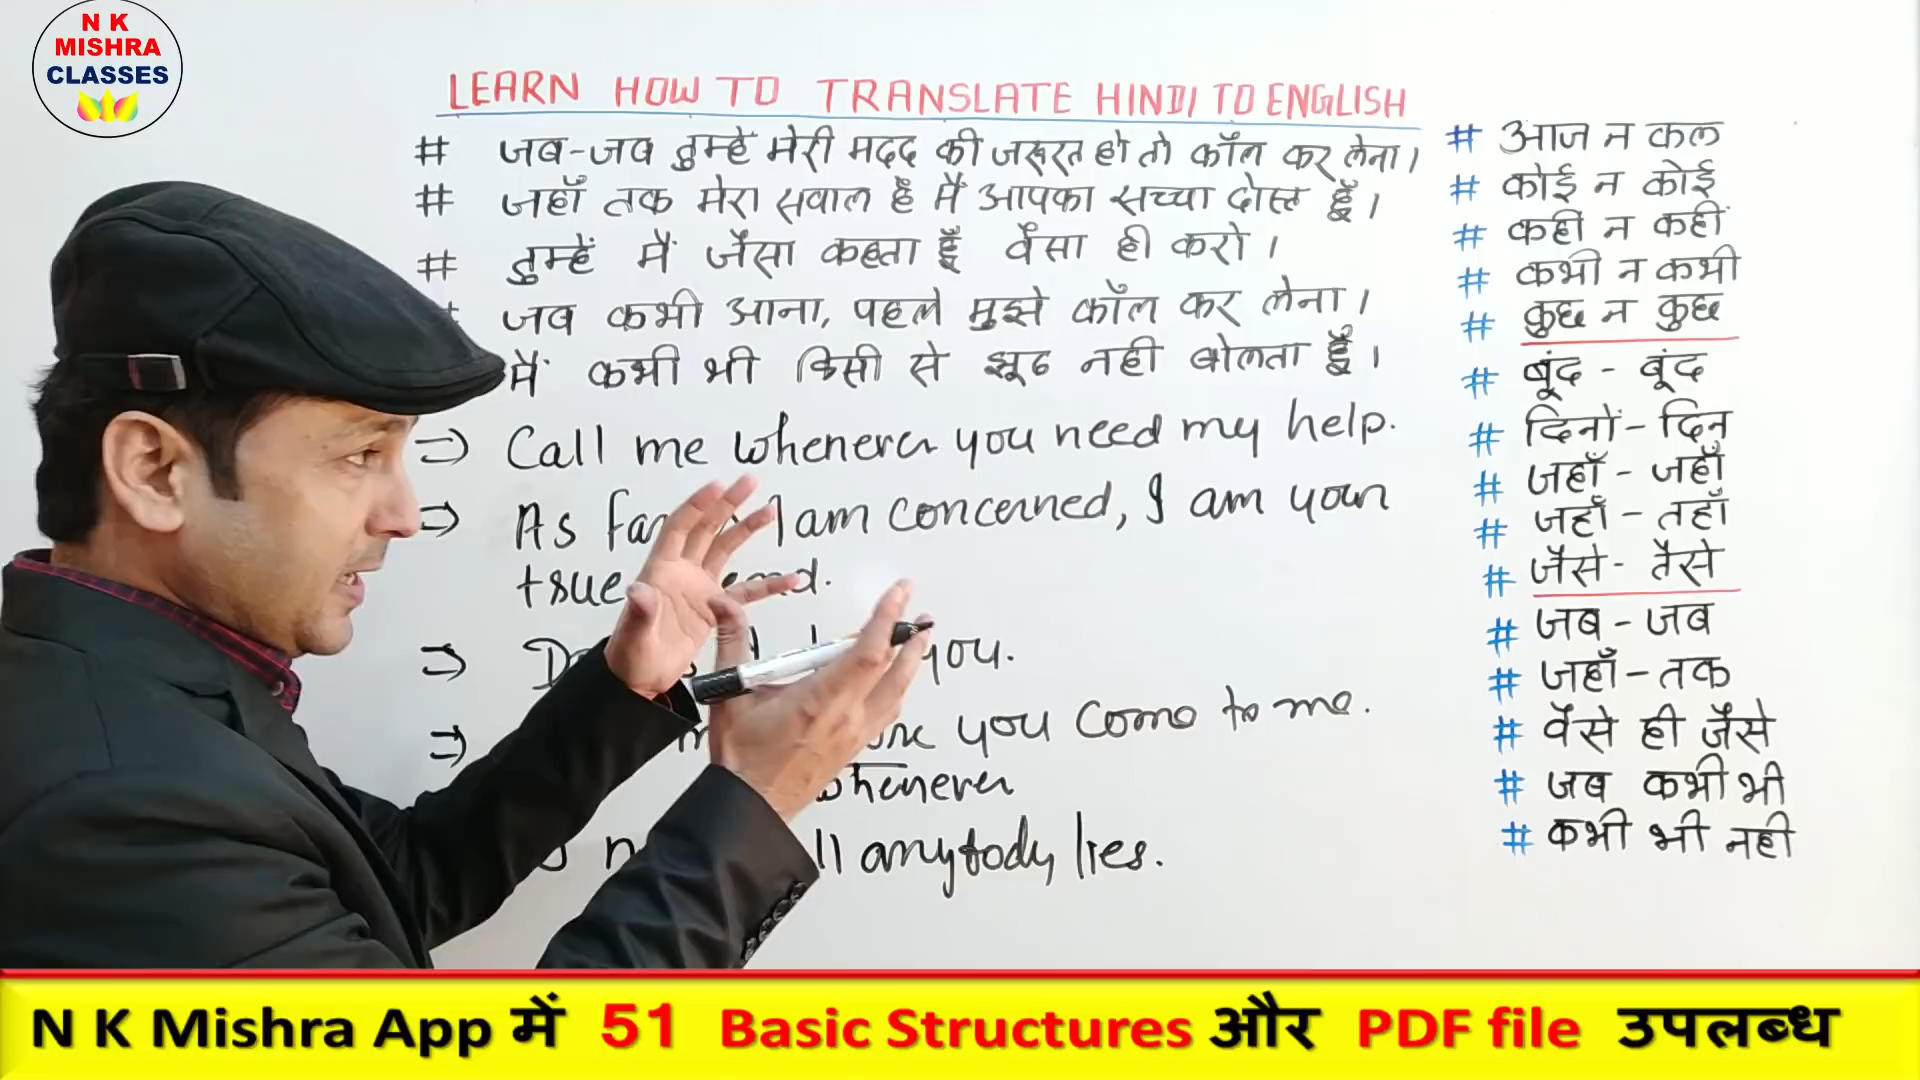 N K
MISHRA
CLASSES
LEARN HOW TO TRANSLATE HINDI TO ENGLISH
# जब-जब तुम्हें मेरी मदद की जरूरत हो तो कॉल कर लेना।
# जहाँ तक मेरा सवाल है मैं आपका सच्चा दोस्त हूँ।
# तुम्हें मैं जैसा कहता हूँ वैसा ही करो।
जब कभी आना, पहले मुझे कॉल कर लेना।
मैं कभी भी किसी से झूठ नही बोलता हूँ।
⇒ Call me whenever you need my help.
⇒ As far I am concerned, I am your
true
⇒ you.
⇒ you come to me.
whenever
anybody lies.
# आज न कल
# कोई न कोई
# कहीं न कहीं
# कभी न कभी
# कुछ न कुछ
# बूंद - बूंद
# दिनों - दिन
# जहाँ - जहाँ
# जहाँ - तहाँ
# जैसे - तैसे
# जब - जब
# जहाँ - तक
# वैसे ही जैसे
# जब कभी भी
# कभी भी नही
N K Mishra App में 51 Basic Structures और PDF file उपलब्ध